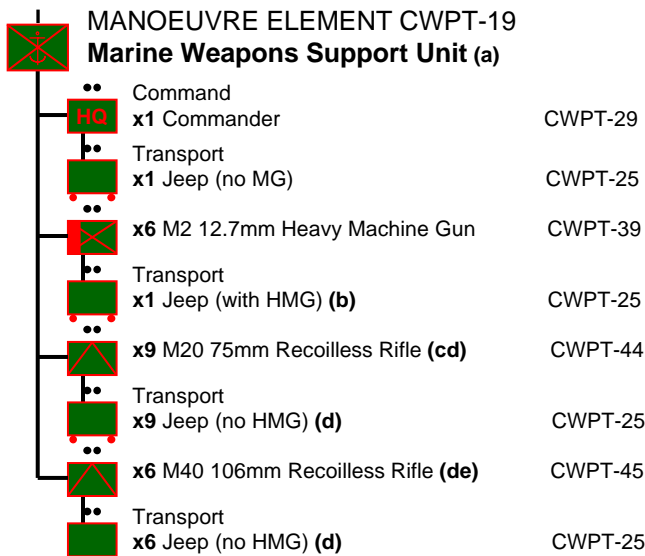 MANOEUVRE ELEMENT CWPT-19
Marine Weapons Support Unit (a)
Command
HQ x1 Commander CWPT-29
Transport
x1 Jeep (no MG) CWPT-25
x6 M2 12.7mm Heavy Machine Gun CWPT-39
Transport
x1 Jeep (with HMG) (b) CWPT-25
x9 M20 75mm Recoilless Rifle (cd) CWPT-44
Transport
x9 Jeep (no HMG) (d) CWPT-25
x6 M40 106mm Recoilless Rifle (de) CWPT-45
Transport
x6 Jeep (no HMG) (d) CWPT-25